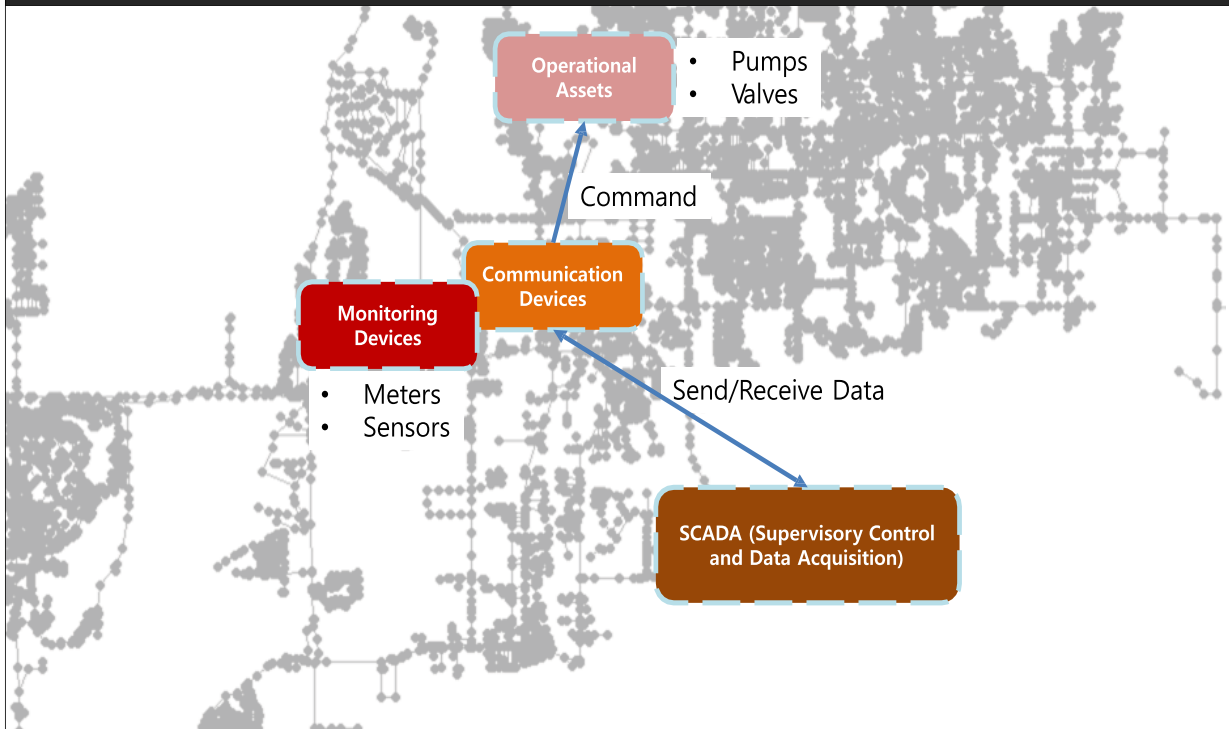 Operational
Assets
• Pumps
• Valves
Command
Communication
Devices
Monitoring
Devices
• Meters
• Sensors
Send/Receive Data
SCADA (Supervisory Control
and Data Acquisition)